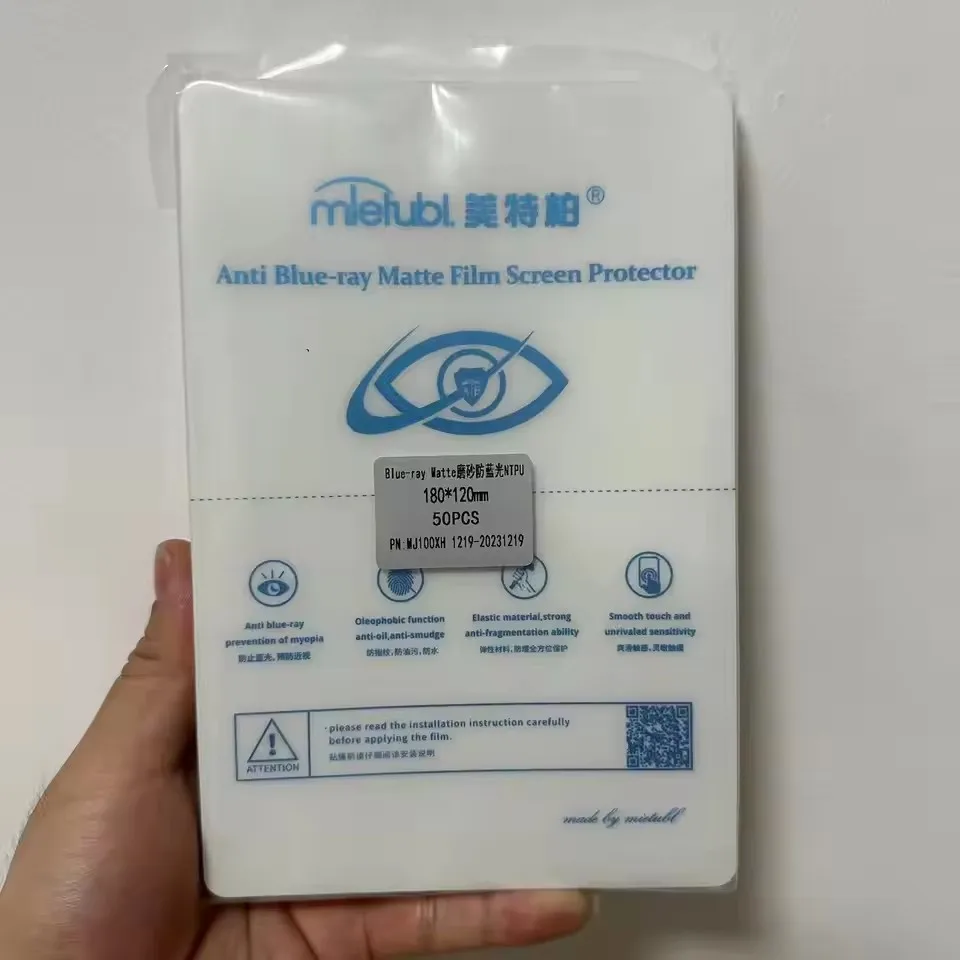 mietubl. 美特柏®
Anti Blue-ray Matte Film Screen Protector
Blue-ray Matte磨砂防蓝光NTPU
180*120mm
50PCS
PN:MJ100XH 1219-20231219
Anti blue-ray
prevention of myopia
防止蓝光,预防近视
Oleophobic function
anti-oil,anti-smudge
防指纹,防油污,防水
Elastic material,strong
anti-fragmentation ability
弹性材料,防爆全方位保护
Smooth touch and
unrivaled sensitivity
爽滑触感,灵敏触摸
ATTENTION
·please read the installation instruction carefully
before applying the film.
贴膜前请仔细阅读安装说明
made by mietubl